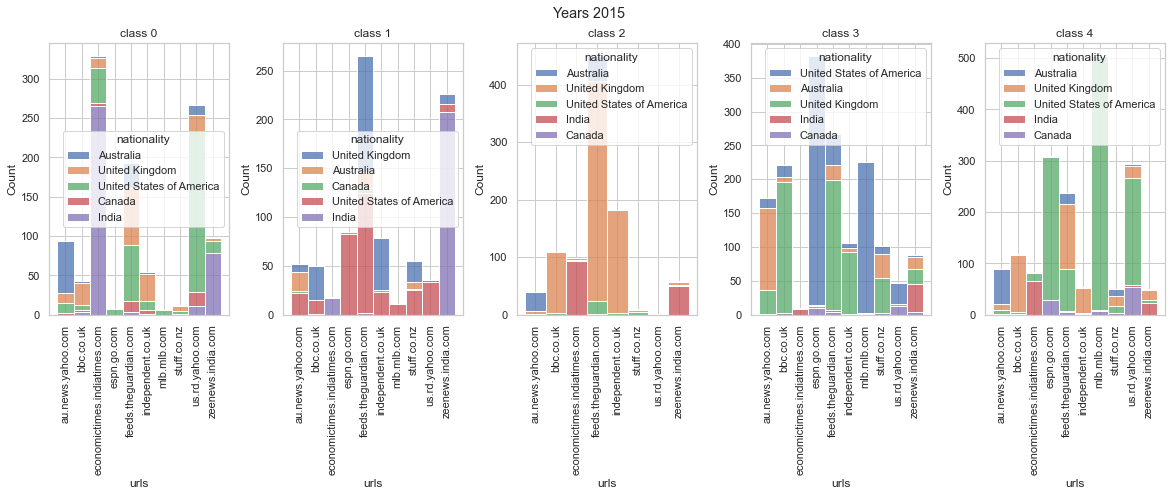 Years 2015
class 0
Count
350
300
250
200
150
100
50
0
nationality
Australia
United Kingdom
United States of America
Canada
India
au.news.yahoo.com
bbc.co.uk
economictimes.indiatimes.com
espn.go.com
feeds.theguardian.com
independent.co.uk
mlb.mlb.com
stuff.co.nz
us.rd.yahoo.com
zeenews.india.com
urls
class 1
Count
250
200
150
100
50
0
nationality
United Kingdom
Australia
Canada
United States of America
India
au.news.yahoo.com
bbc.co.uk
economictimes.indiatimes.com
espn.go.com
feeds.theguardian.com
independent.co.uk
mlb.mlb.com
stuff.co.nz
us.rd.yahoo.com
zeenews.india.com
urls
class 2
Count
400
300
200
100
0
nationality
Australia
United Kingdom
United States of America
India
Canada
au.news.yahoo.com
bbc.co.uk
economictimes.indiatimes.com
feeds.theguardian.com
independent.co.uk
stuff.co.nz
us.rd.yahoo.com
zeenews.india.com
urls
class 3
Count
400
350
300
250
200
150
100
50
0
nationality
United States of America
Australia
United Kingdom
India
Canada
au.news.yahoo.com
bbc.co.uk
economictimes.indiatimes.com
espn.go.com
feeds.theguardian.com
independent.co.uk
mlb.mlb.com
stuff.co.nz
us.rd.yahoo.com
zeenews.india.com
urls
class 4
Count
500
400
300
200
100
0
nationality
Australia
United Kingdom
United States of America
India
Canada
au.news.yahoo.com
bbc.co.uk
economictimes.indiatimes.com
espn.go.com
feeds.theguardian.com
independent.co.uk
mlb.mlb.com
stuff.co.nz
us.rd.yahoo.com
zeenews.india.com
urls